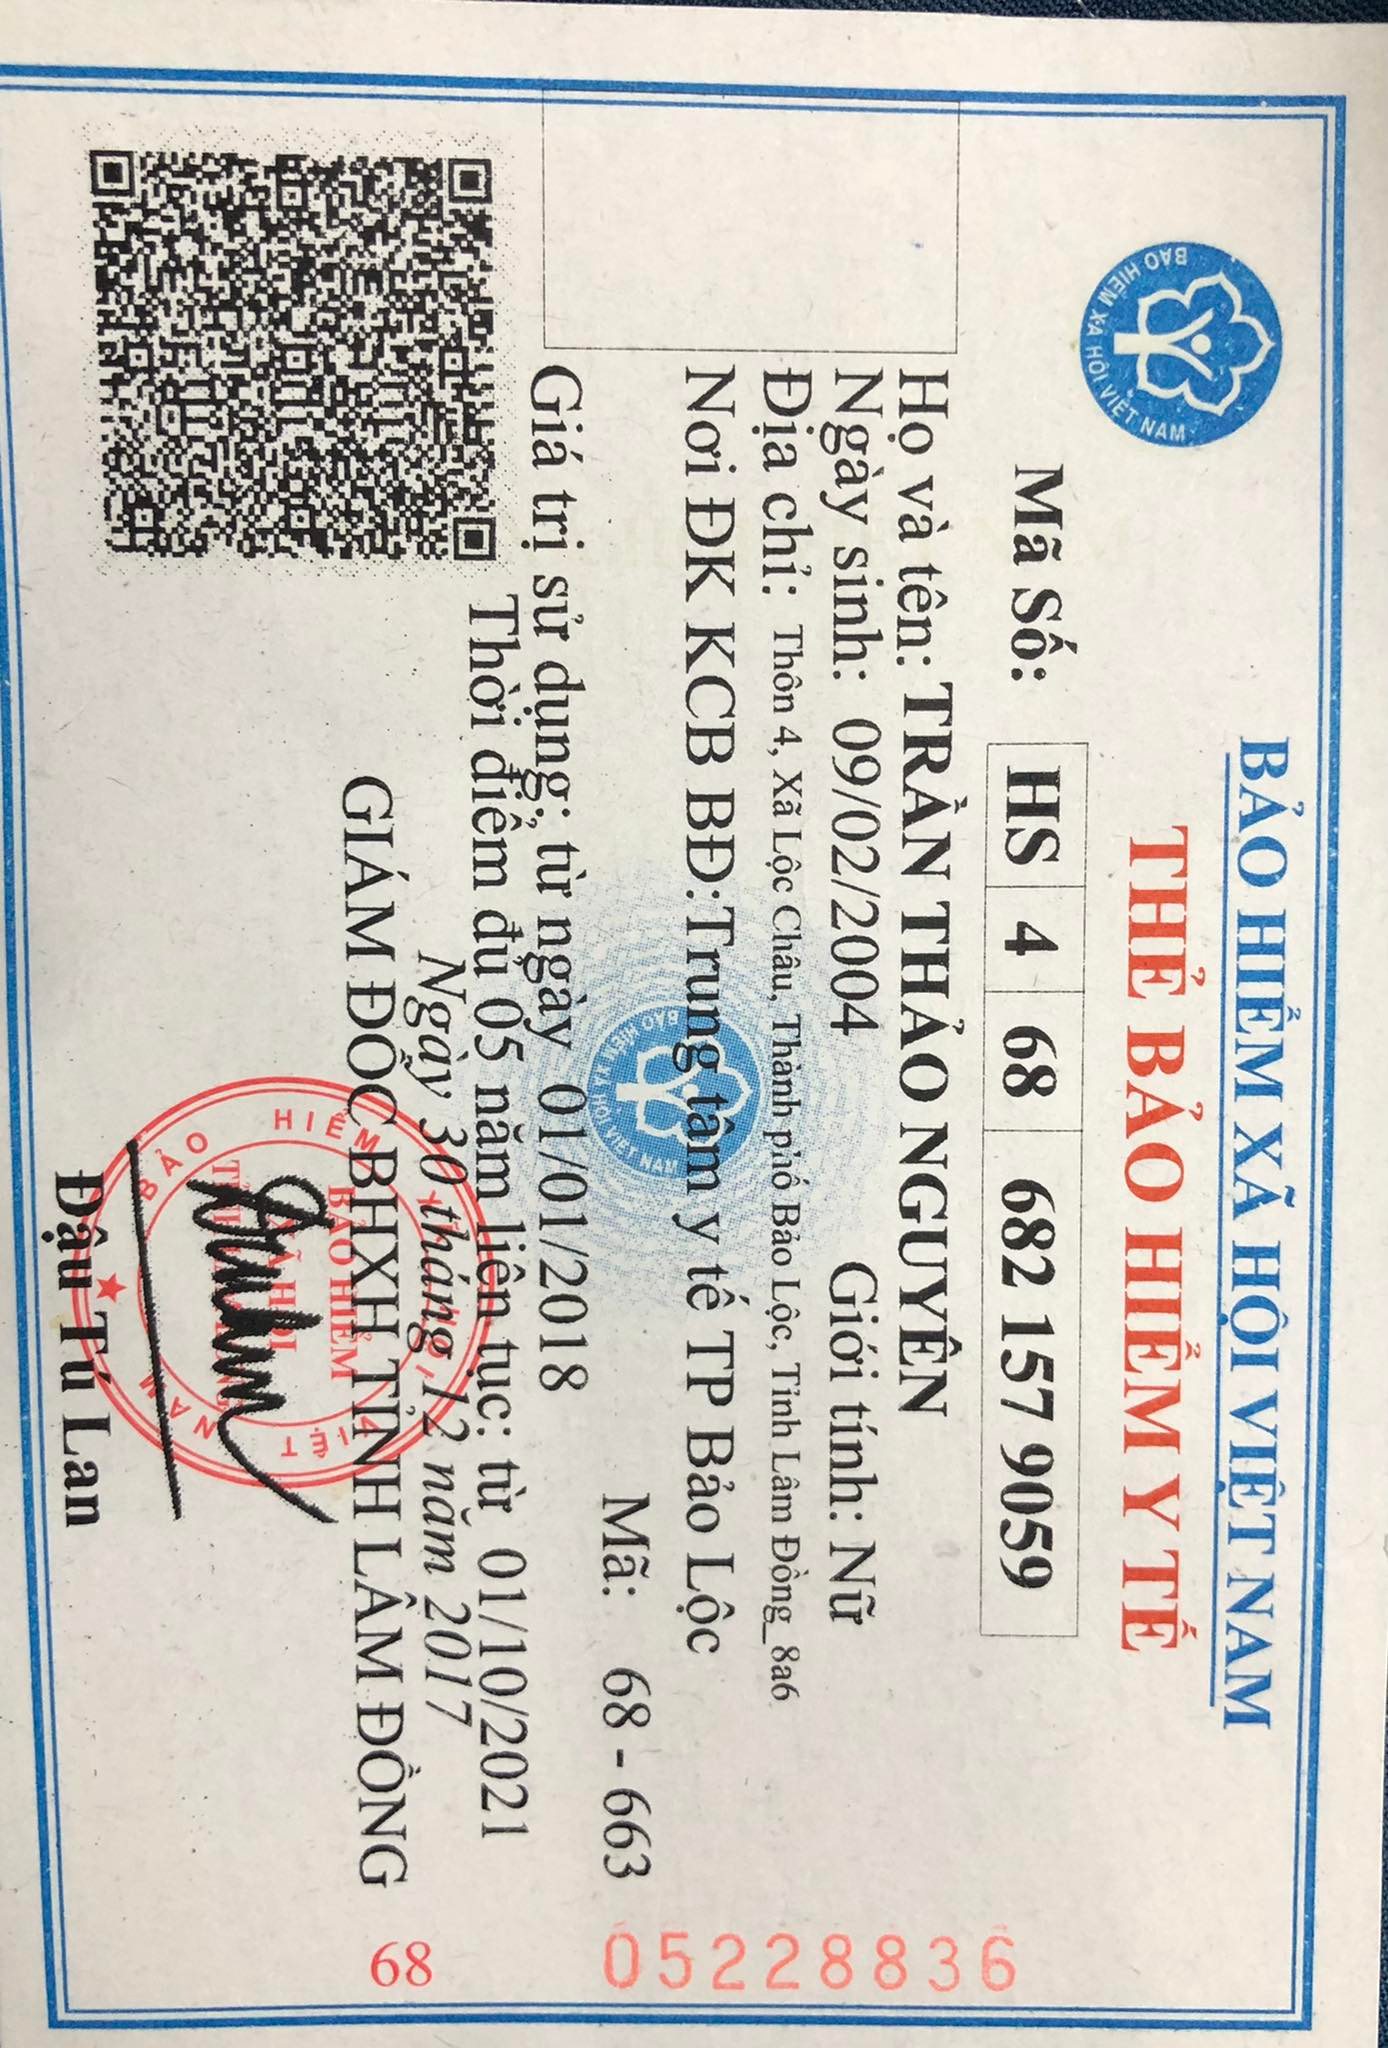 BẢO HIỂM XÃ HỘI VIỆT NAM
THẺ BẢO HIỂM Y TẾ
BẢO HIỂM XÃ HỘI VIỆT NAM
Mã Số: HS 4 68 682 157 9059
Họ và tên: TRẦN THẢO NGUYÊN
Ngày sinh: 09/02/2004 Giới tính: Nữ
Địa chỉ: Thôn 4, Xã Lộc Châu, Thành phố Bảo Lộc, Tỉnh Lâm Đồng_8a6
Nơi ĐK KCB BĐ:Trung tâm y tế TP Bảo Lộc
Mã: 68 - 663
Giá trị sử dụng: từ ngày 01/01/2018
Thời điểm đủ 05 năm liên tục: từ 01/10/2021
Ngày 30 tháng 12 năm 2017
GIÁM ĐỐC BHXH TỈNH LÂM ĐỒNG
BẢO HIỂM
XÃ HỘI
Đậu Tú Lan
05228836
68